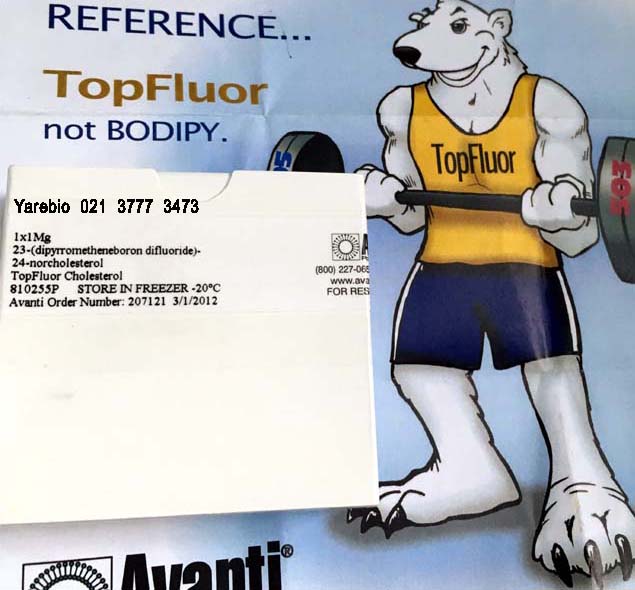 REFERENCE...
TopFluor
not BODIPY.
TopFluor
Yarebio 021 3777 3473
1x1Mg
23-(dipyrrometheneboron difluoride)-
24-norcholesterol
TopFluor Cholesterol
810255P STORE IN FREEZER -20°C
Avanti Order Number: 207121 3/1/2012
(800) 227-06
www.ava
FOR RES
Avanti®